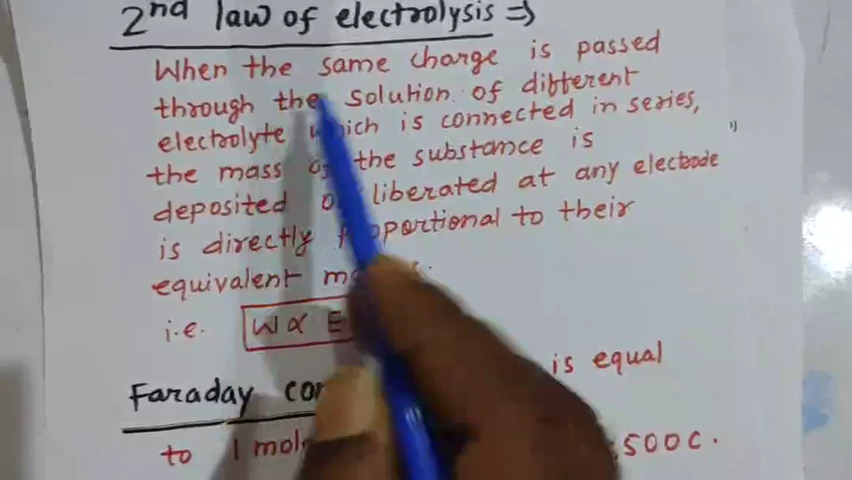 2nd law of electrolysis ⇒
When the same charge is passed
through the solution of different
electrolyte which is connected in series,
the mass of the substance is "
deposited or liberated at any electrode
is directly proportional to their
equivalent
i.e. W ∝ E
is equal
Faraday
to 1 500 C.